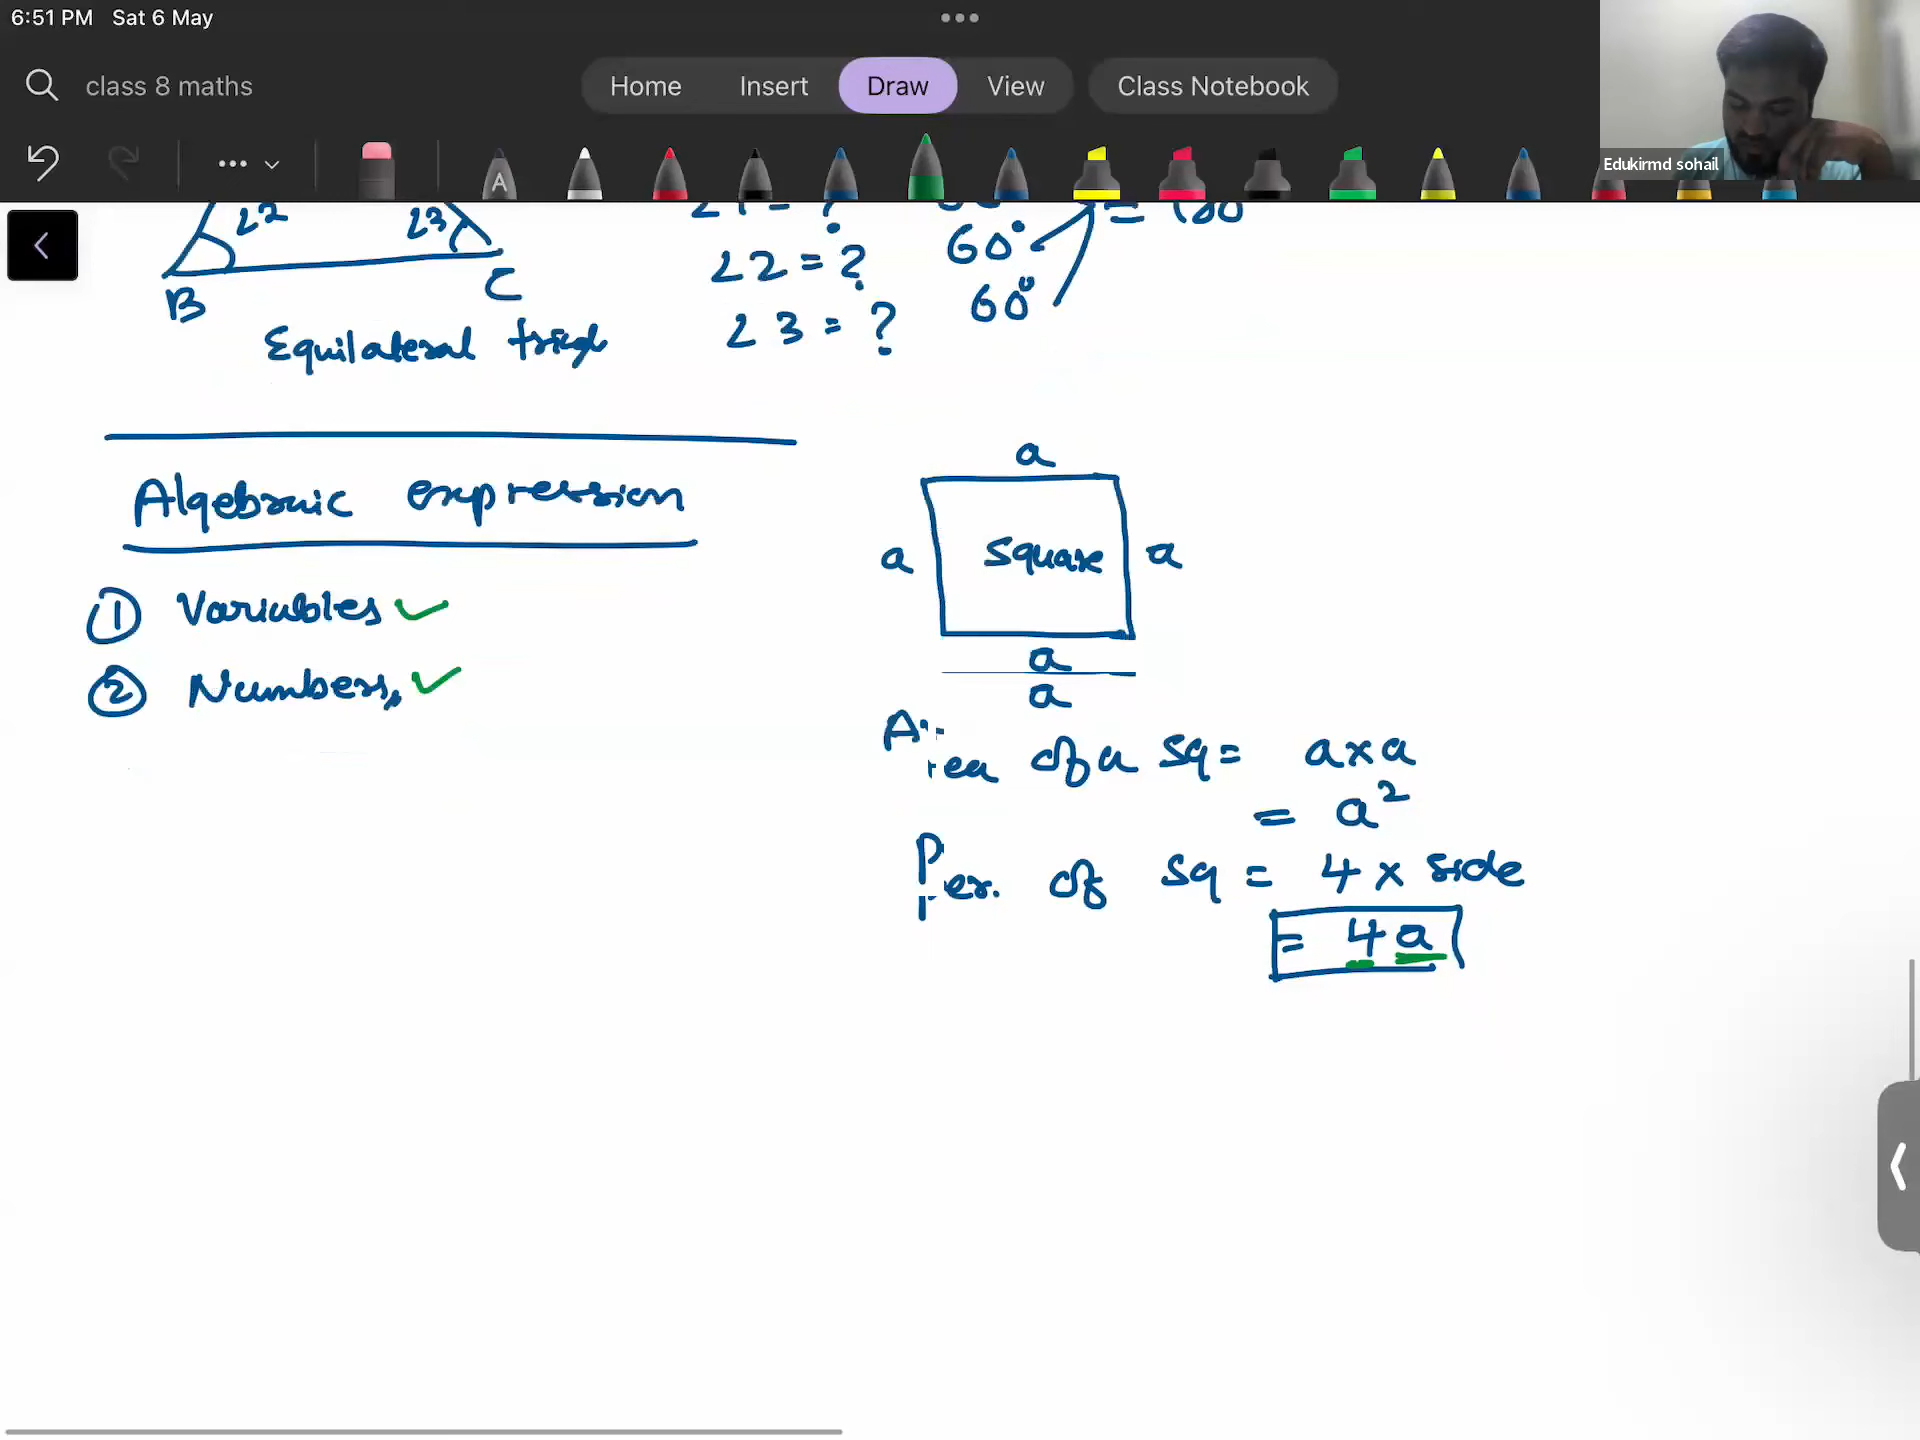 6:51 PM Sat 6 May
class 8 maths
Home Insert Draw View Class Notebook
A
Edukirmd sohail
∠2 ∠3
B C
Equilateral
∠2 = ? 60°
∠3 = ? 60°
Algebraic expression
① Variables ✓
② Numbers ✓
a
a square a
a
a
Area of a sq = a×a
= a²
Per. of sq = 4 × side
= 4a